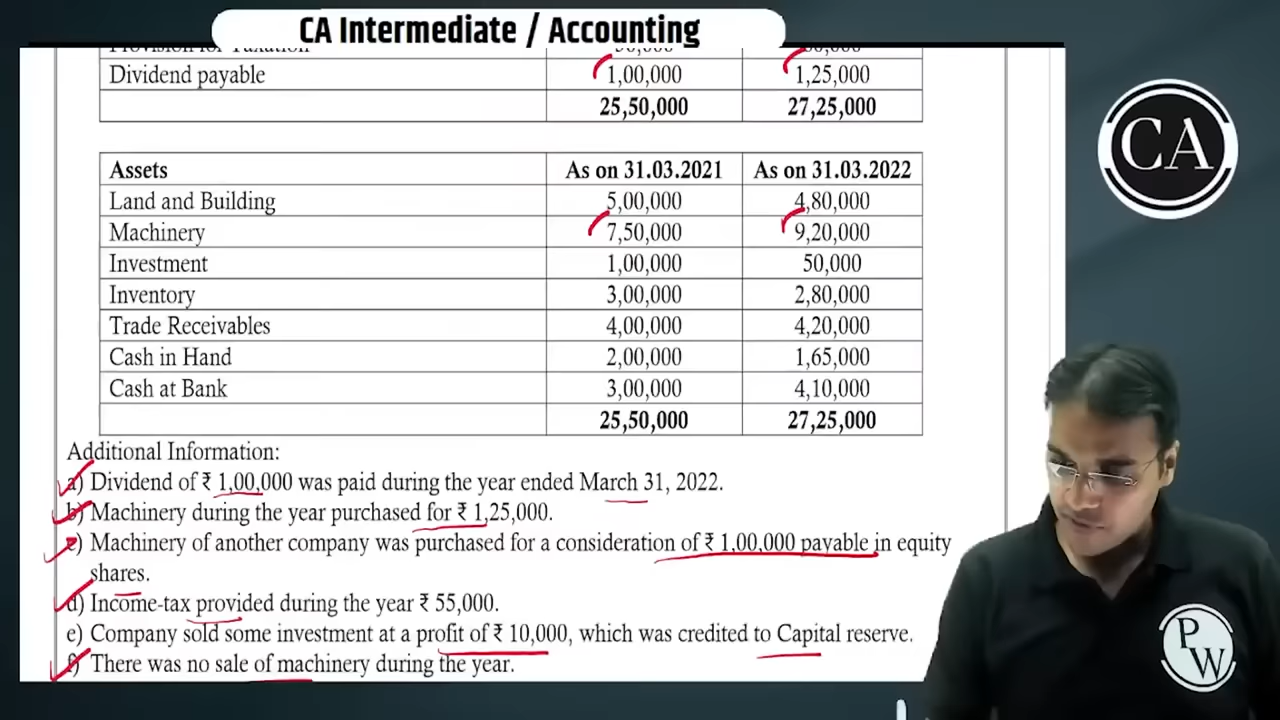 CA Intermediate / Accounting
Provision for Taxation
Dividend payable 1,00,000 1,25,000
25,50,000 27,25,000
Assets As on 31.03.2021 As on 31.03.2022
Land and Building 5,00,000 4,80,000
Machinery 7,50,000 9,20,000
Investment 1,00,000 50,000
Inventory 3,00,000 2,80,000
Trade Receivables 4,00,000 4,20,000
Cash in Hand 2,00,000 1,65,000
Cash at Bank 3,00,000 4,10,000
25,50,000 27,25,000
Additional Information:
a) Dividend of ₹ 1,00,000 was paid during the year ended March 31, 2022.
b) Machinery during the year purchased for ₹ 1,25,000.
c) Machinery of another company was purchased for a consideration of ₹ 1,00,000 payable in equity
shares.
d) Income-tax provided during the year ₹ 55,000.
e) Company sold some investment at a profit of ₹ 10,000, which was credited to Capital reserve.
f) There was no sale of machinery during the year.
CA
P
W